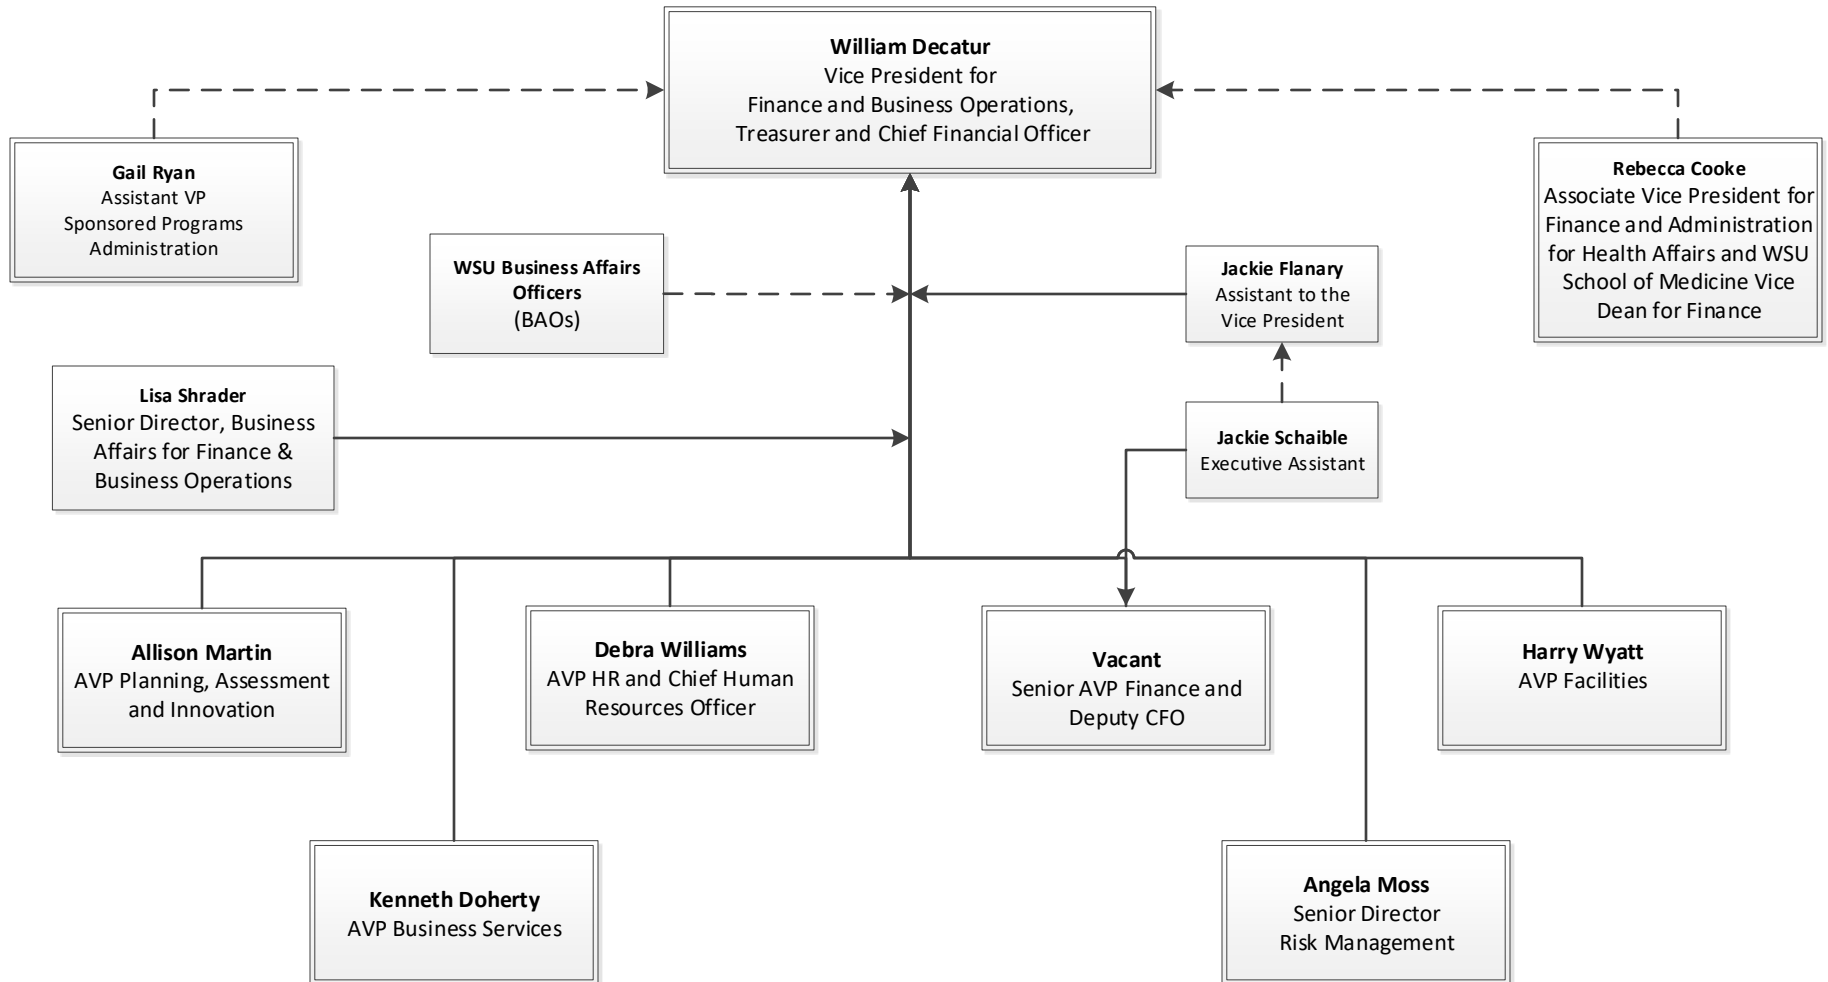 William Decatur
Vice President for
Finance and Business Operations,
Treasurer and Chief Financial Officer
Gail Ryan
Assistant VP
Sponsored Programs
Administration
Rebecca Cooke
Associate Vice President for
Finance and Administration
for Health Affairs and WSU
School of Medicine Vice
Dean for Finance
WSU Business Affairs
Officers
(BAOs)
Jackie Flanary
Assistant to the
Vice President
Lisa Shrader
Senior Director, Business
Affairs for Finance &
Business Operations
Jackie Schaible
Executive Assistant
Allison Martin
AVP Planning, Assessment
and Innovation
Debra Williams
AVP HR and Chief Human
Resources Officer
Vacant
Senior AVP Finance and
Deputy CFO
Harry Wyatt
AVP Facilities
Kenneth Doherty
AVP Business Services
Angela Moss
Senior Director
Risk Management